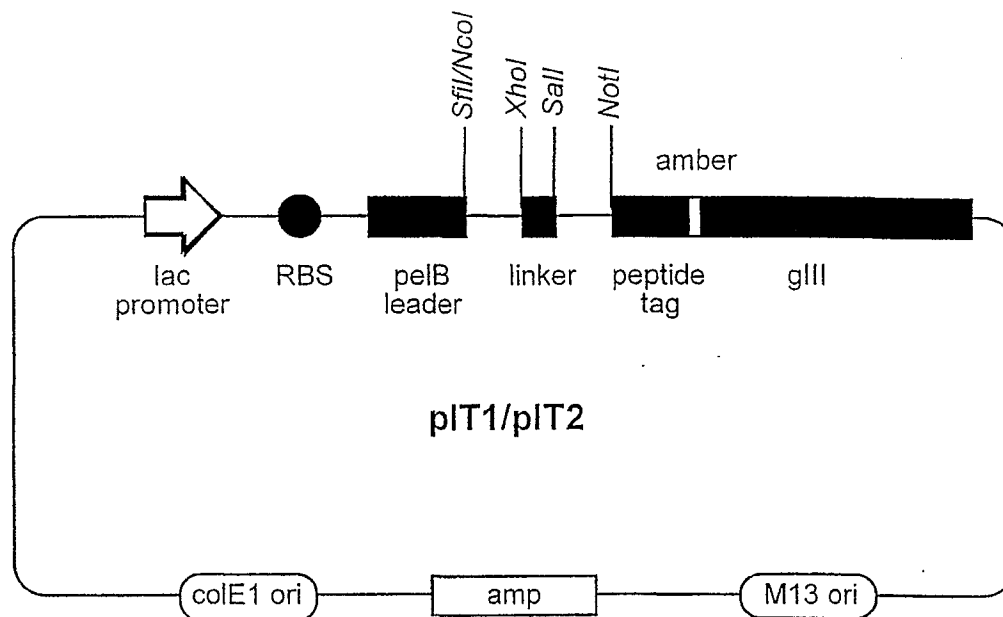 SfiI/NcoI
XhoI
SalI
NotI
amber
lac
promoter
RBS
pelB
leader
linker
peptide
tag
gIII
pIT1/pIT2
colE1 ori
amp
M13 ori